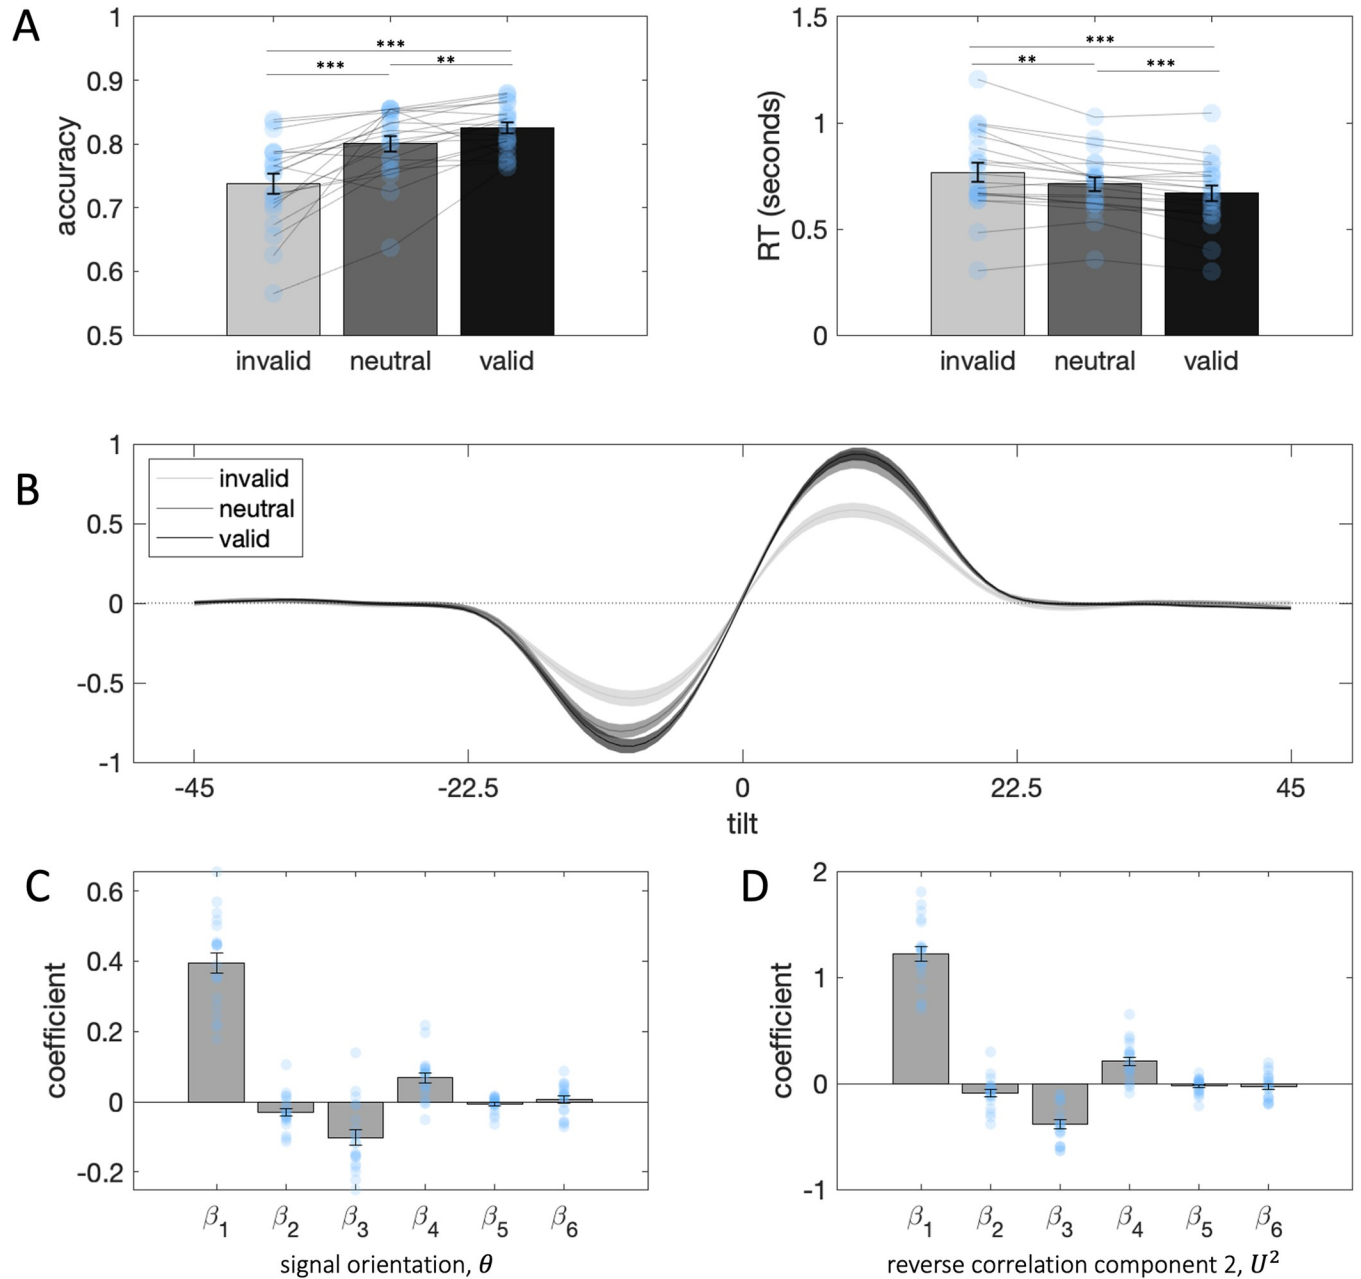 A
1
0.9
0.8
0.7
0.6
0.5
accuracy
***
***
**
invalid neutral valid
1.5
1
0.5
0
RT (seconds)
***
**
***
invalid neutral valid
B
1
0.5
0
-0.5
-1
invalid
neutral
valid
-45 -22.5 0 22.5 45
tilt
C
0.6
0.4
0.2
0
-0.2
coefficient
β1 β2 β3 β4 β5 β6
signal orientation, θ
D
2
1
0
-1
coefficient
β1 β2 β3 β4 β5 β6
reverse correlation component 2, U²